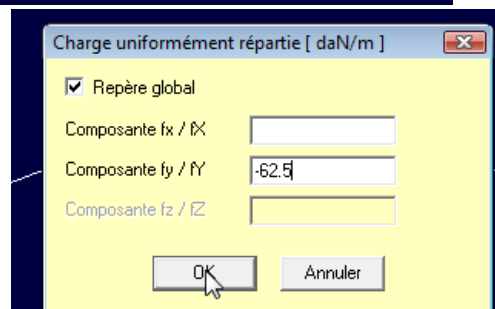 Charge uniformément répartie [ daN/m ]
Repère global
Composante fx / fX
Composante fy / fY -62.5
Composante fz / fZ
OK Annuler